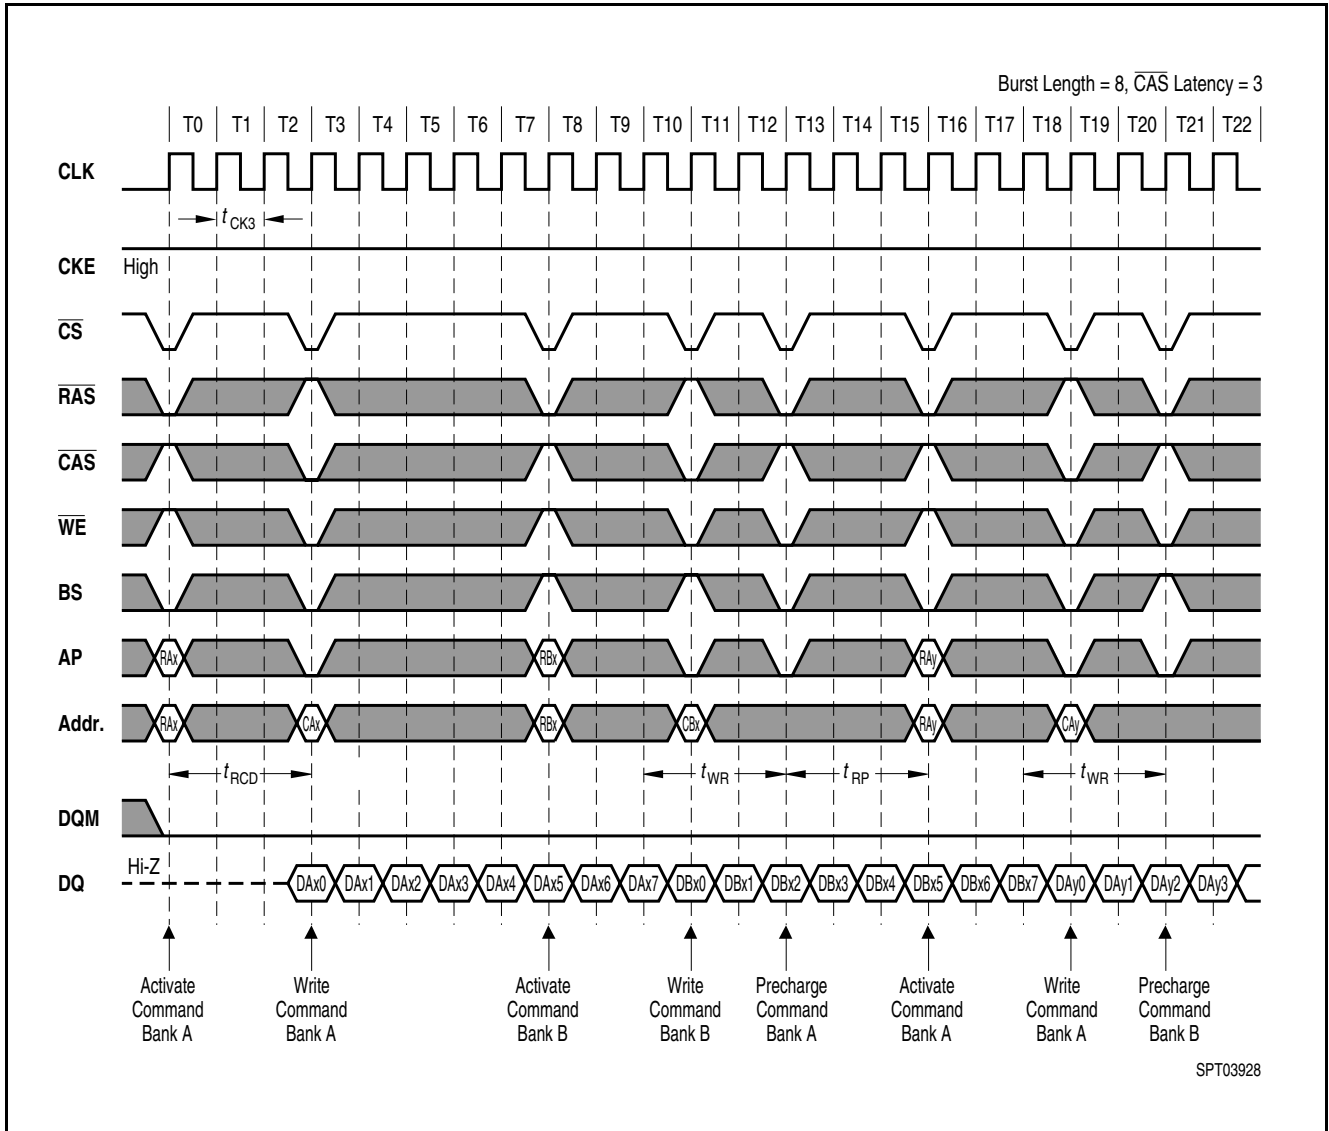 Burst Length = 8, CAS Latency = 3
T0 T1 T2 T3 T4 T5 T6 T7 T8 T9 T10 T11 T12 T13 T14 T15 T16 T17 T18 T19 T20 T21 T22
CLK
t CK3
CKE High
CS
RAS
CAS
WE
BS
AP RAx RBx RAy
Addr. RAx CAx RBx CBx RAy CAy
t RCD t WR t RP t WR
DQM
Hi-Z
DQ DAx0 DAx1 DAx2 DAx3 DAx4 DAx5 DAx6 DAx7 DBx0 DBx1 DBx2 DBx3 DBx4 DBx5 DBx6 DBx7 DAy0 DAy1 DAy2 DAy3
Activate Write Activate Write Precharge Activate Write Precharge
Command Command Command Command Command Command Command Command
Bank A Bank A Bank B Bank B Bank A Bank A Bank A Bank B
SPT03928